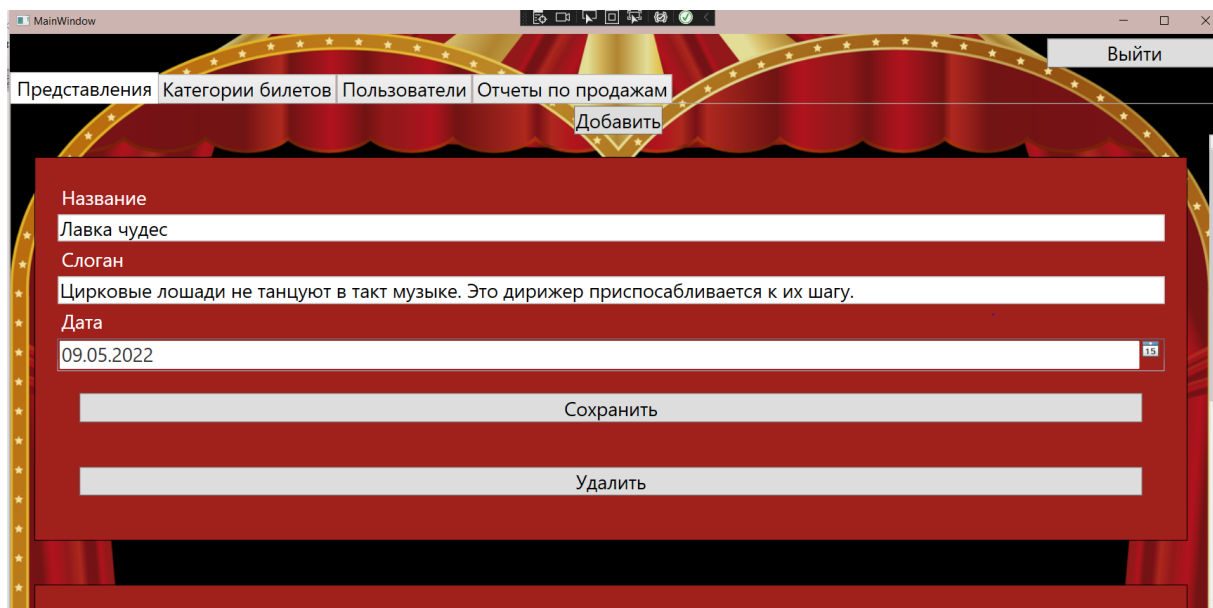 MainWindow
Выйти
Представления Категории билетов Пользователи Отчеты по продажам
Добавить
Название
Лавка чудес
Слоган
Цирковые лошади не танцуют в такт музыке. Это дирижер приспосабливается к их шагу.
Дата
09.05.2022
15
Сохранить
Удалить